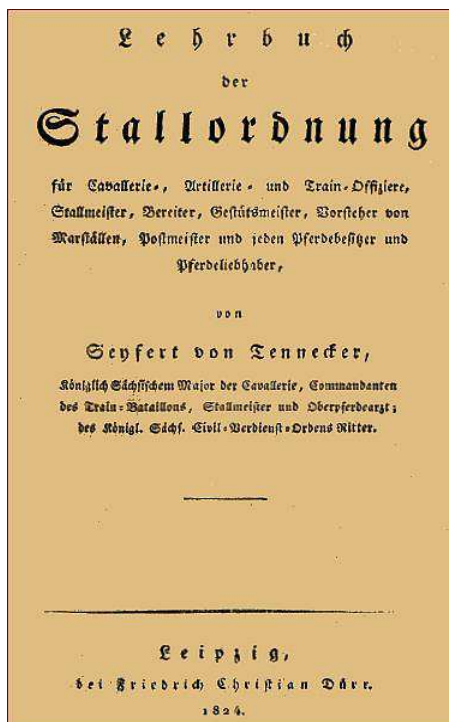 Lehrbuch
der
Stallordnung
für Cavallerie-, Artillerie- und Train-Offiziere,
Stallmeister, Bereiter, Gestütsmeister, Vorsteher von
Marställen, Postmeister und jeden Pferdebesitzer und
Pferdeliebhaber,
von
Seyfert von Tennecker,
Königlich Sächsischem Major der Cavallerie, Commandanten
des Train-Bataillons, Stallmeister und Oberpferdearzt;
des Königl. Sächs. Civil-Verdienst-Ordens Ritter.
Leipzig,
bei Friedrich Christian Dürr.
1824.